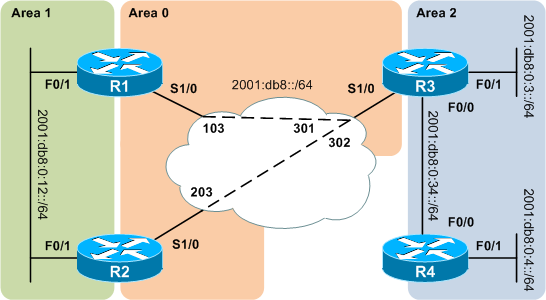 Area 1
Area 0
Area 2
R1
F0/1
S1/0
2001:db8::/64
S1/0
R3
F0/1
F0/0
2001:db8:0:3::/64
103
301
302
2001:db8:0:12::/64
2001:db8:0:34::/64
203
F0/1
R2
S1/0
F0/0
R4
F0/1
2001:db8:0:4::/64